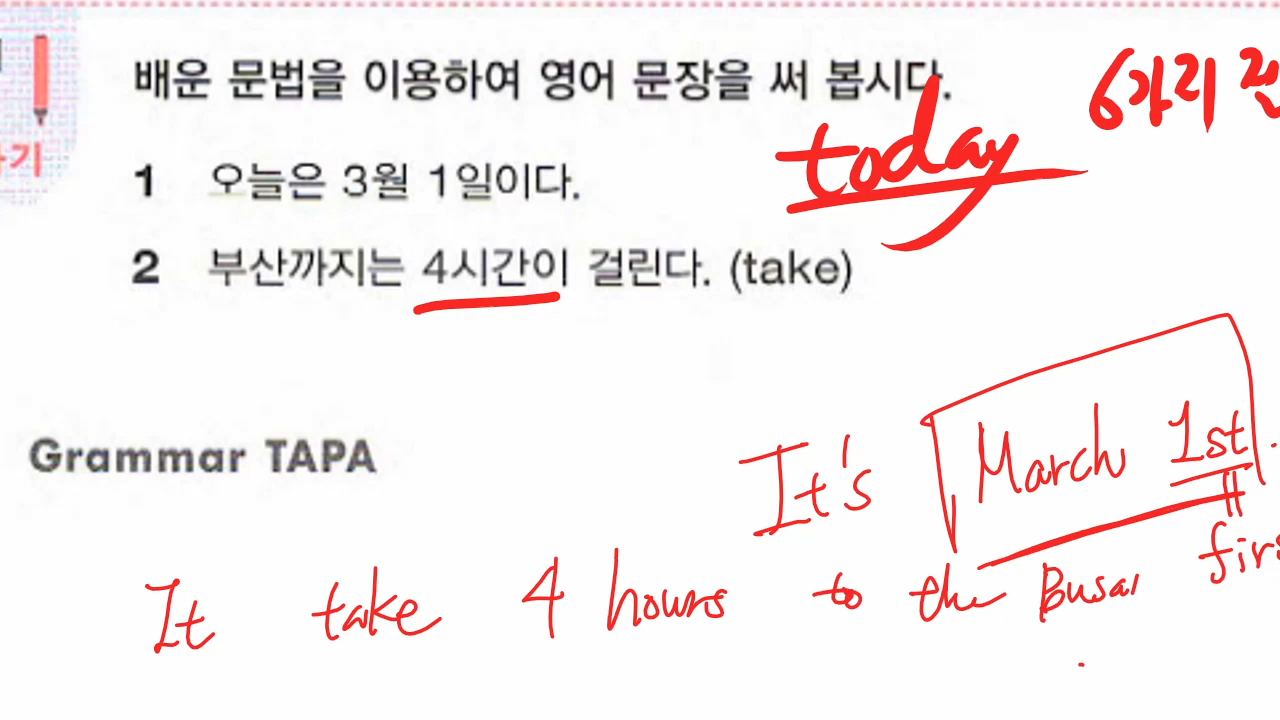 배운 문법을 이용하여 영어 문장을 써 봅시다.
today
1 오늘은 3월 1일이다.
2 부산까지는 4시간이 걸린다. (take)
Grammar TAPA
It's March 1st.
It take 4 hours to the Busan